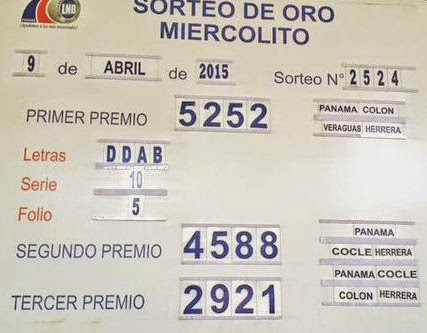 LNB
SORTEO DE ORO
MIERCOLITO
9 de ABRIL de 2015
Sorteo N° 2524
PRIMER PREMIO 5252
PANAMA COLON
VERAGUAS HERRERA
Letras DDAB
Serie 10
Folio 5
SEGUNDO PREMIO 4588
PANAMA
COCLE HERRERA
TERCER PREMIO 2921
PANAMA COCLE
COLON HERRERA